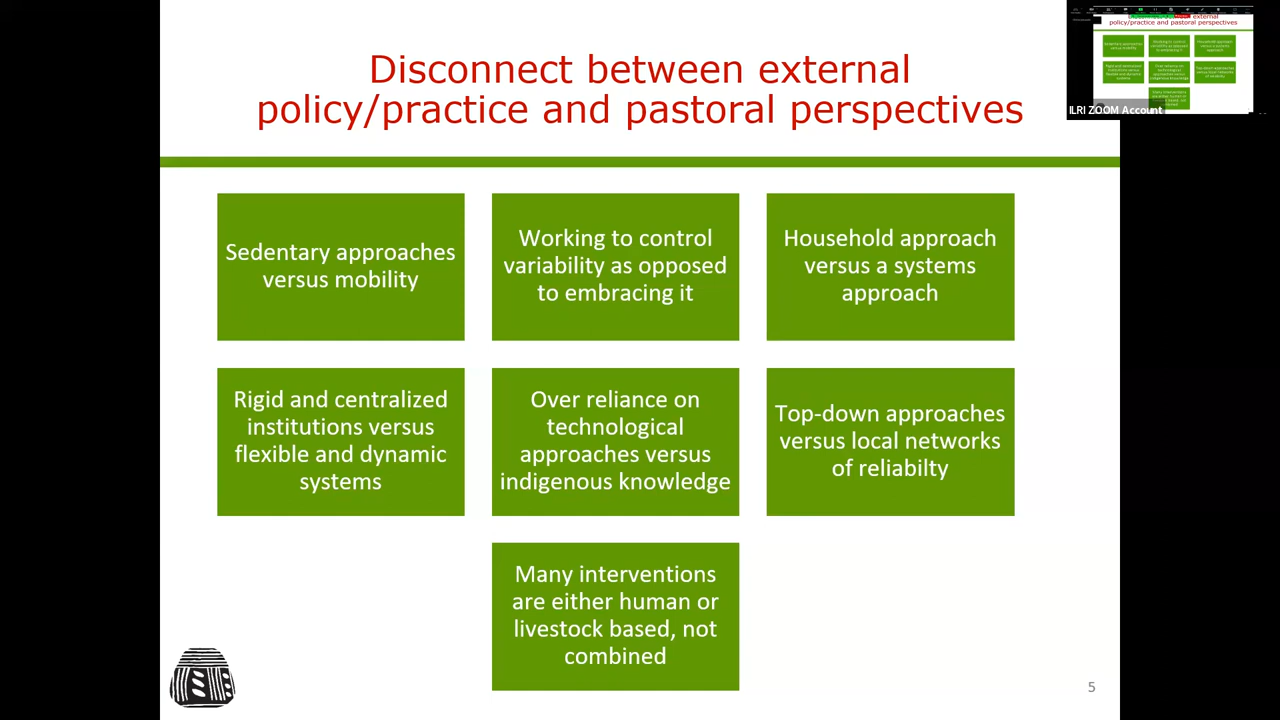 Disconnect between external
policy/practice and pastoral perspectives
Sedentary approaches
versus mobility
Working to control
variability as opposed
to embracing it
Household approach
versus a systems
approach
Rigid and centralized
institutions versus
flexible and dynamic
systems
Over reliance on
technological
approaches versus
indigenous knowledge
Top-down approaches
versus local networks
of reliabilty
Many interventions
are either human or
livestock based, not
combined
5
ILRI ZOOM Account